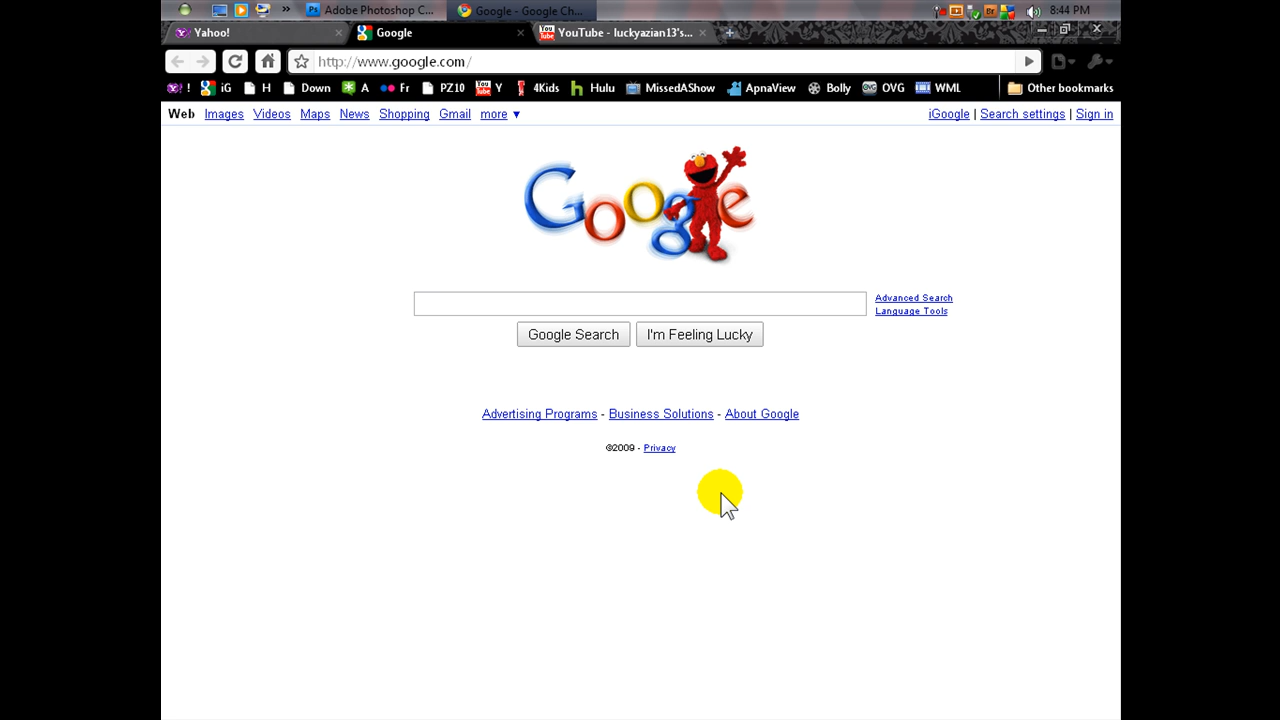 Adobe Photoshop C... Google - Google Ch... Br 8:44 PM
Yahoo! Google YouTube - luckyazian13's...
http://www.google.com/
Y! ! iG H Down A Fr PZ10 Y 4Kids Hulu MissedAShow ApnaView Bolly OVG WML Other bookmarks
Web Images Videos Maps News Shopping Gmail more ▼ iGoogle | Search settings | Sign in
Google
Advanced Search
Language Tools
Google Search I'm Feeling Lucky
Advertising Programs - Business Solutions - About Google
©2009 - Privacy